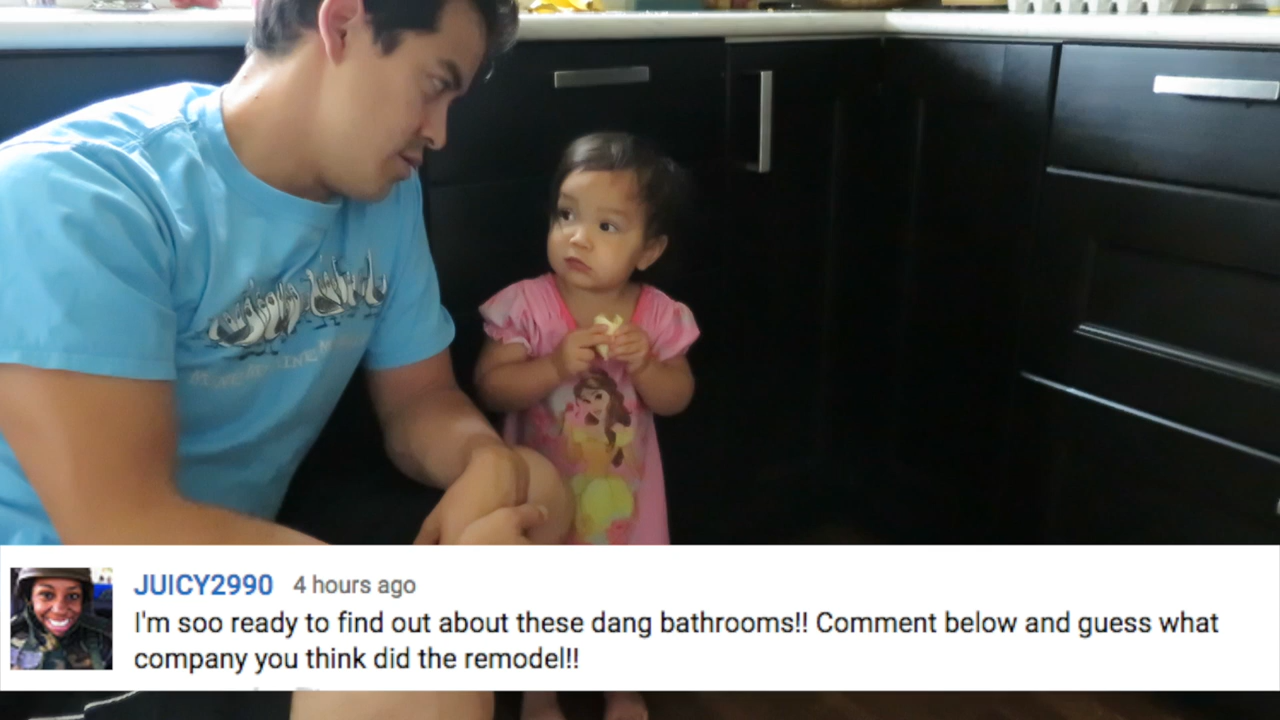 JUICY2990 4 hours ago
I'm soo ready to find out about these dang bathrooms!! Comment below and guess what
company you think did the remodel!!